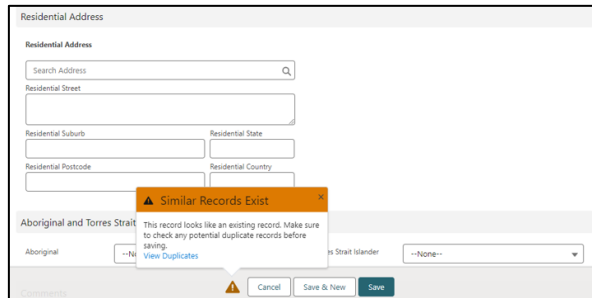 Residential Address
Residential Address
Search Address
Residential Street
Residential Suburb Residential State
Residential Postcode Residential Country
Similar Records Exist ×
This record looks like an existing record. Make sure
to check any potential duplicate records before
saving.
View Duplicates
Aboriginal and Torres Strait
Aboriginal --No es Strait Islander --None--
Comments
Cancel Save & New Save